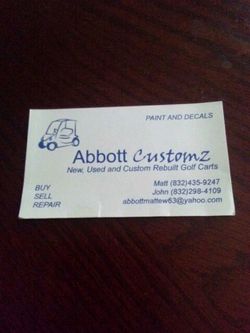 PAINT AND DECALS
Abbott Customz
New, Used and Custom Rebuilt Golf Carts
Matt (832)435-9247
John (832)298-4109
abbottmattew63@yahoo.com
BUY
SELL
REPAIR